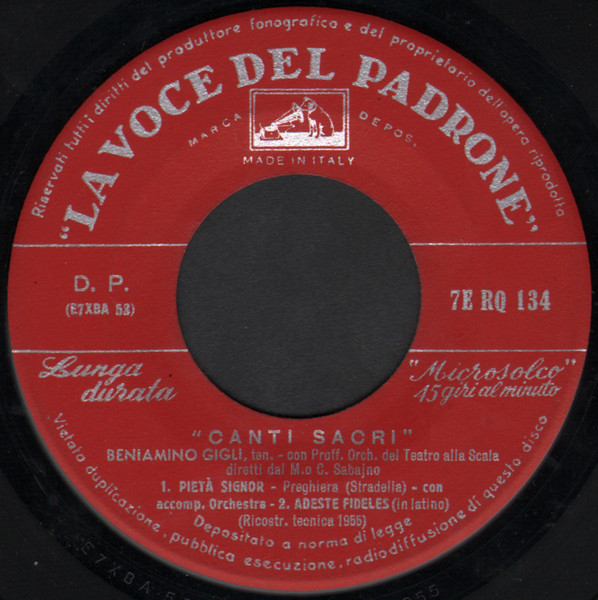 Riservati tutti i diritti del produttore fonografico e del proprietario dell'opera riprodotta
"LA VOCE DEL PADRONE"
MARCA DEPOS.
MADE IN ITALY
D. P.
(E7XBA 53)
7E RQ 134
Lunga durata
"Microsolco"
45 giri al minuto
"CANTI SACRI"
BENIAMINO GIGLI, ten. - con Proff. Orch. del Teatro alla Scala
diretti dal M.o C. Sabajno
1. PIETÀ SIGNOR - Preghiera (Stradella) - con
accomp. Orchestra - 2. ADESTE FIDELES (in latino)
(Ricostr. tecnica 1955)
Depositato a norma di legge
Vietato duplicazione, pubblica esecuzione, radiodiffusione di questo disco
E7XBA